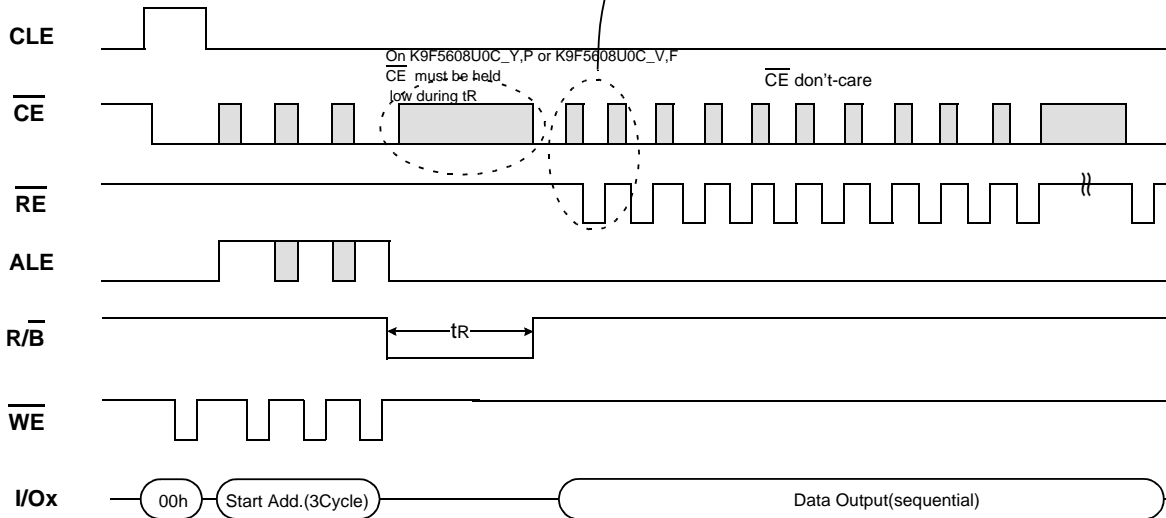 CLE
On K9F5608U0C_Y,P or K9F5608U0C_V,F
CE must be held
low during tR
CE don't-care
CE
RE
ALE
R/B
tR
WE
I/Ox
00h
Start Add.(3Cycle)
Data Output(sequential)